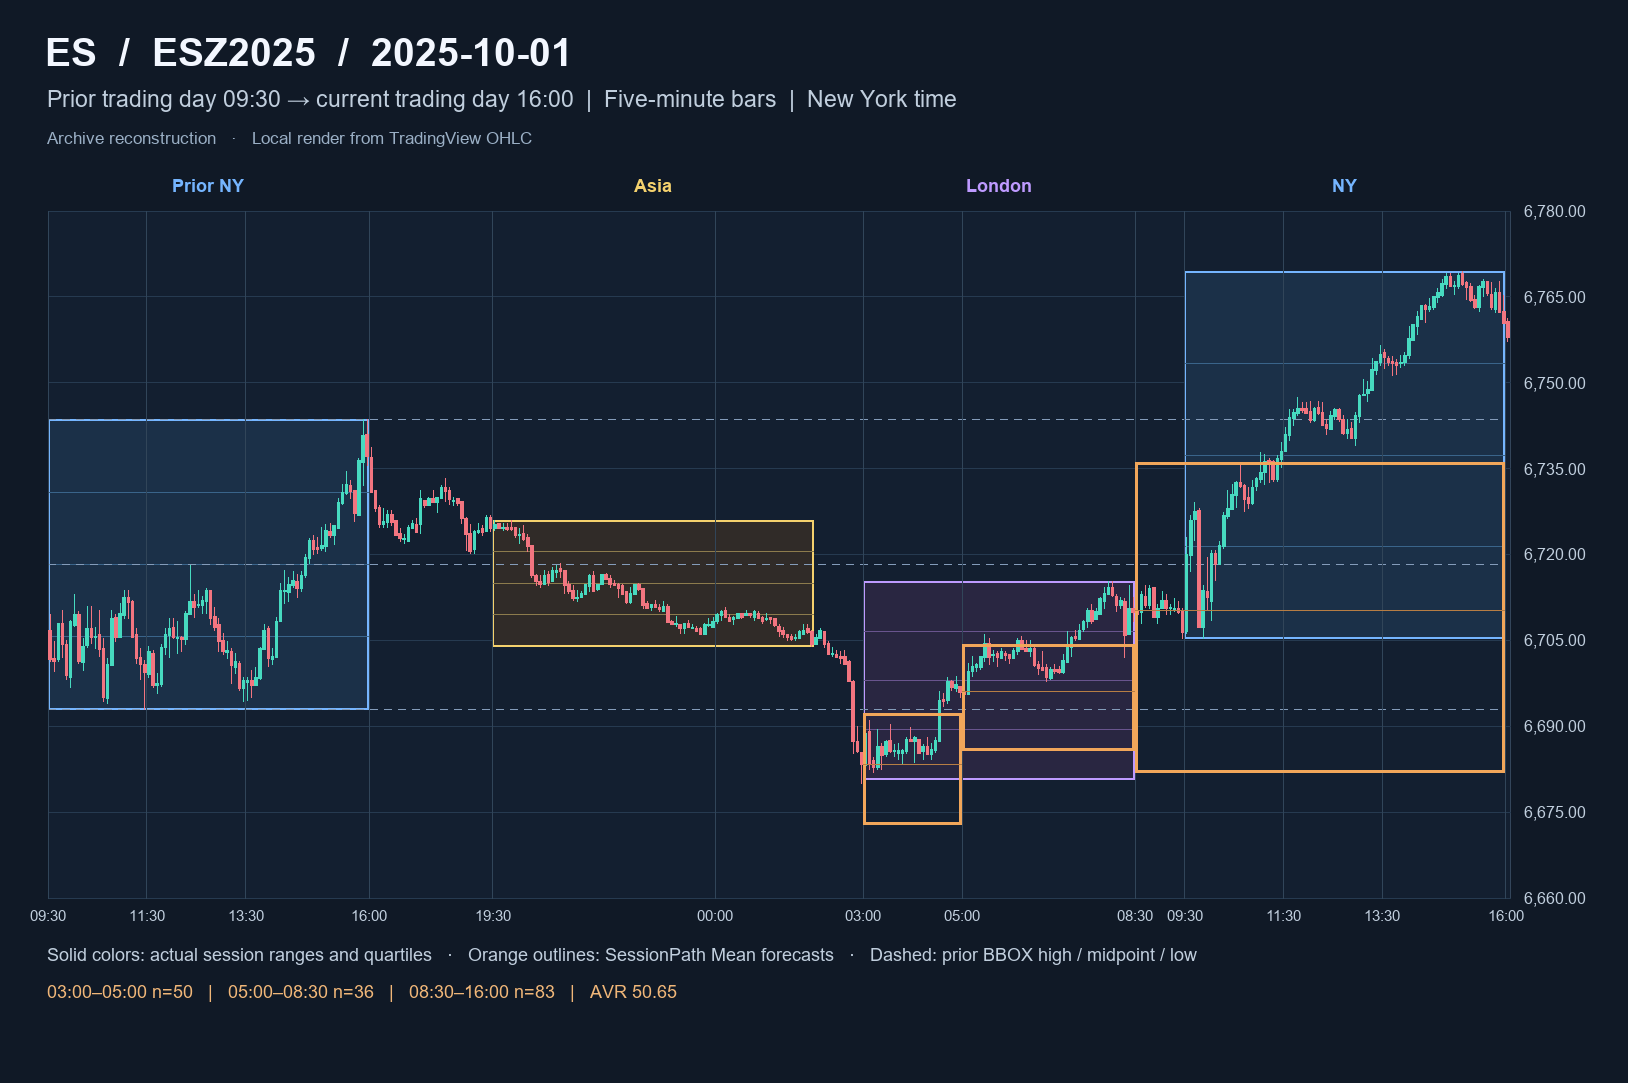 ES / ESZ2025 / 2025-10-01
Prior trading day 09:30 → current trading day 16:00 | Five-minute bars | New York time
Archive reconstruction · Local render from TradingView OHLC
Prior NY Asia London NY
6,780.00
6,765.00
6,750.00
6,735.00
6,720.00
6,705.00
6,690.00
6,675.00
6,660.00
09:30 11:30 13:30 16:00 19:30 00:00 03:00 05:00 08:30 09:30 11:30 13:30 16:00
Solid colors: actual session ranges and quartiles · Orange outlines: SessionPath Mean forecasts · Dashed: prior BBOX high / midpoint / low
03:00–05:00 n=50 | 05:00–08:30 n=36 | 08:30–16:00 n=83 | AVR 50.65